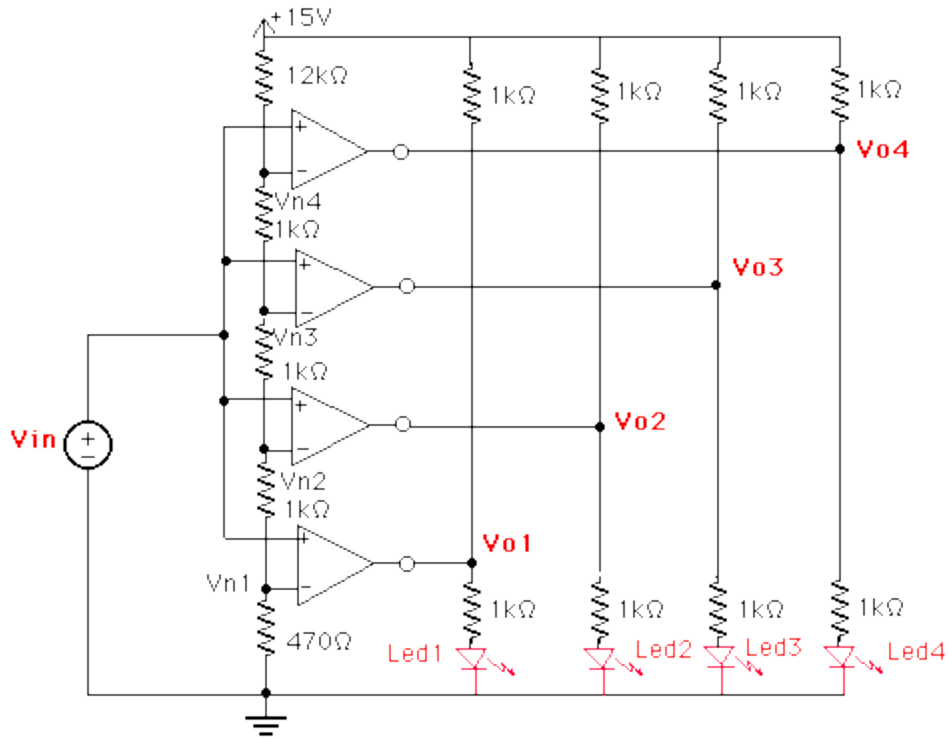 +15V
12kΩ
1kΩ
1kΩ
1kΩ
1kΩ
+
−
Vo4
Vn4
1kΩ
+
−
Vo3
Vn3
1kΩ
+
−
Vo2
Vin
+
−
Vn2
1kΩ
+
−
Vo1
Vn1
470Ω
1kΩ
1kΩ
1kΩ
1kΩ
Led1
Led2
Led3
Led4